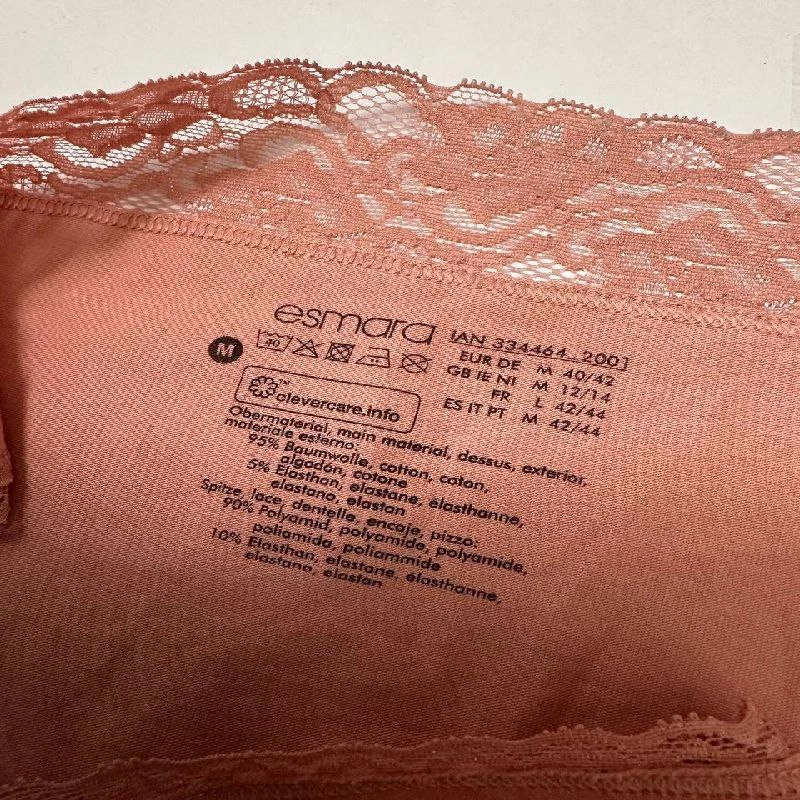 esmara IAN 334464_2001
M
40
EUR DE M 40/42
GB IE NI M 12/14
FR L 42/44
ES IT PT M 42/44
clevercare.info™
Obermaterial, main material, dessus, exterior,
materiale esterno:
95% Baumwolle, cotton, coton,
algodón, cotone
5% Elasthan, elastane, élasthanne,
elastano, elastan
Spitze, lace, dentelle, encaje, pizzo:
90% Polyamid, polyamide, polyamide,
poliamida, poliammide
10% Elasthan, elastane, élasthanne,
elastano, elastan